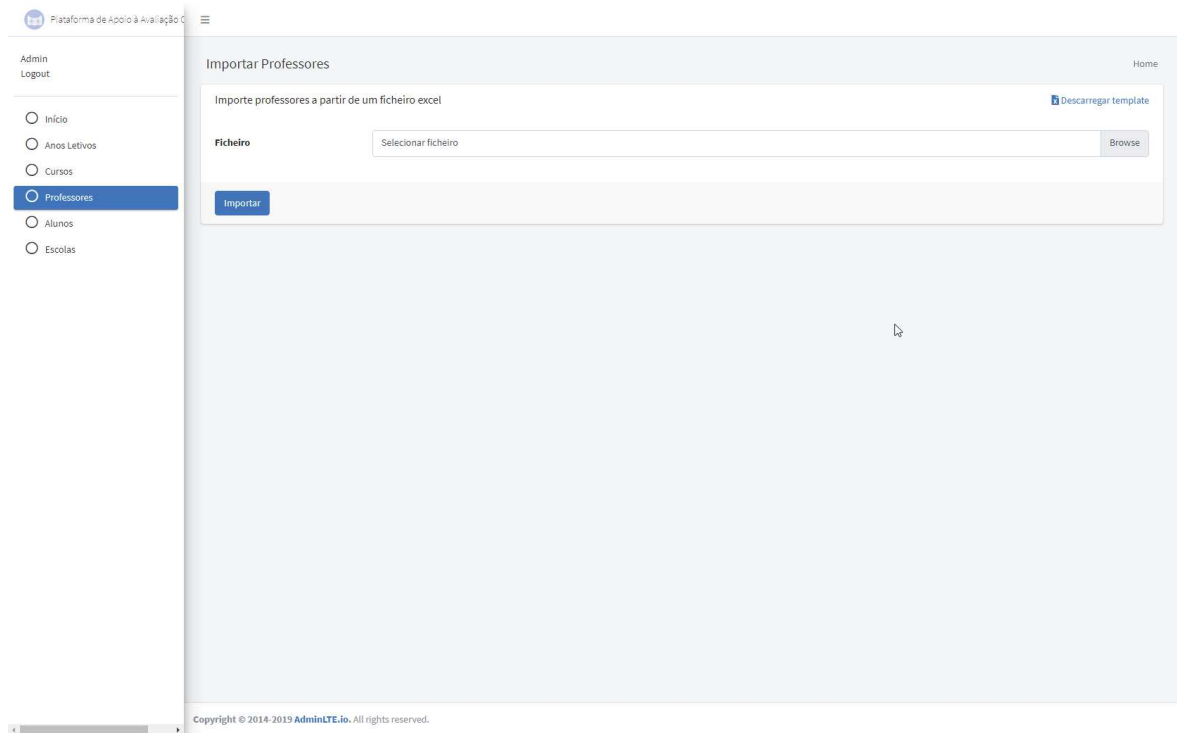 Plataforma de Apoio à Avaliação C
Admin
Logout
Início
Anos Letivos
Cursos
Professores
Alunos
Escolas
Importar Professores
Home
Importe professores a partir de um ficheiro excel
Descarregar template
Ficheiro
Selecionar ficheiro
Browse
Importar
Copyright © 2014-2019 AdminLTE.io. All rights reserved.